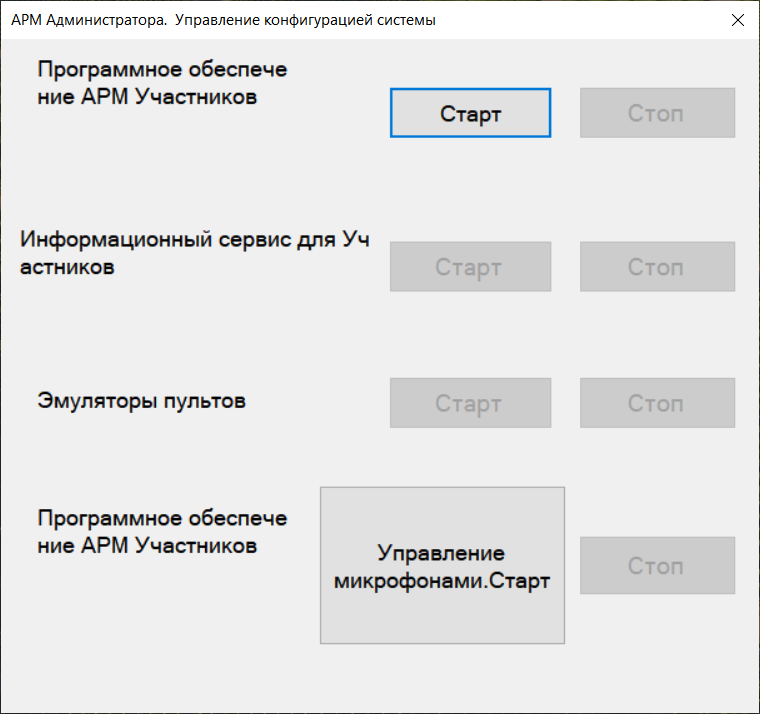 АРМ Администратора.  Управление конфигурацией системы
Программное обеспече
ние АРМ Участников
Старт
Стоп
Информационный сервис для Уч
астников
Старт
Стоп
Эмуляторы пультов
Старт
Стоп
Программное обеспече
ние АРМ Участников
Управление
микрофонами.Старт
Стоп